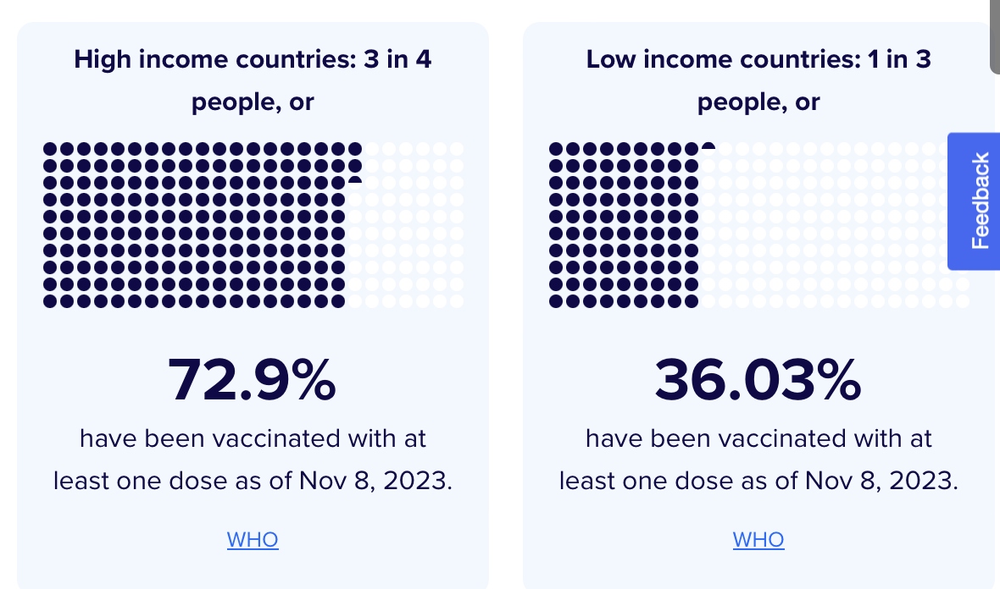 High income countries: 3 in 4
people, or
72.9%
have been vaccinated with at
least one dose as of Nov 8, 2023.
WHO
Low income countries: 1 in 3
people, or
36.03%
have been vaccinated with at
least one dose as of Nov 8, 2023.
WHO
Feedback